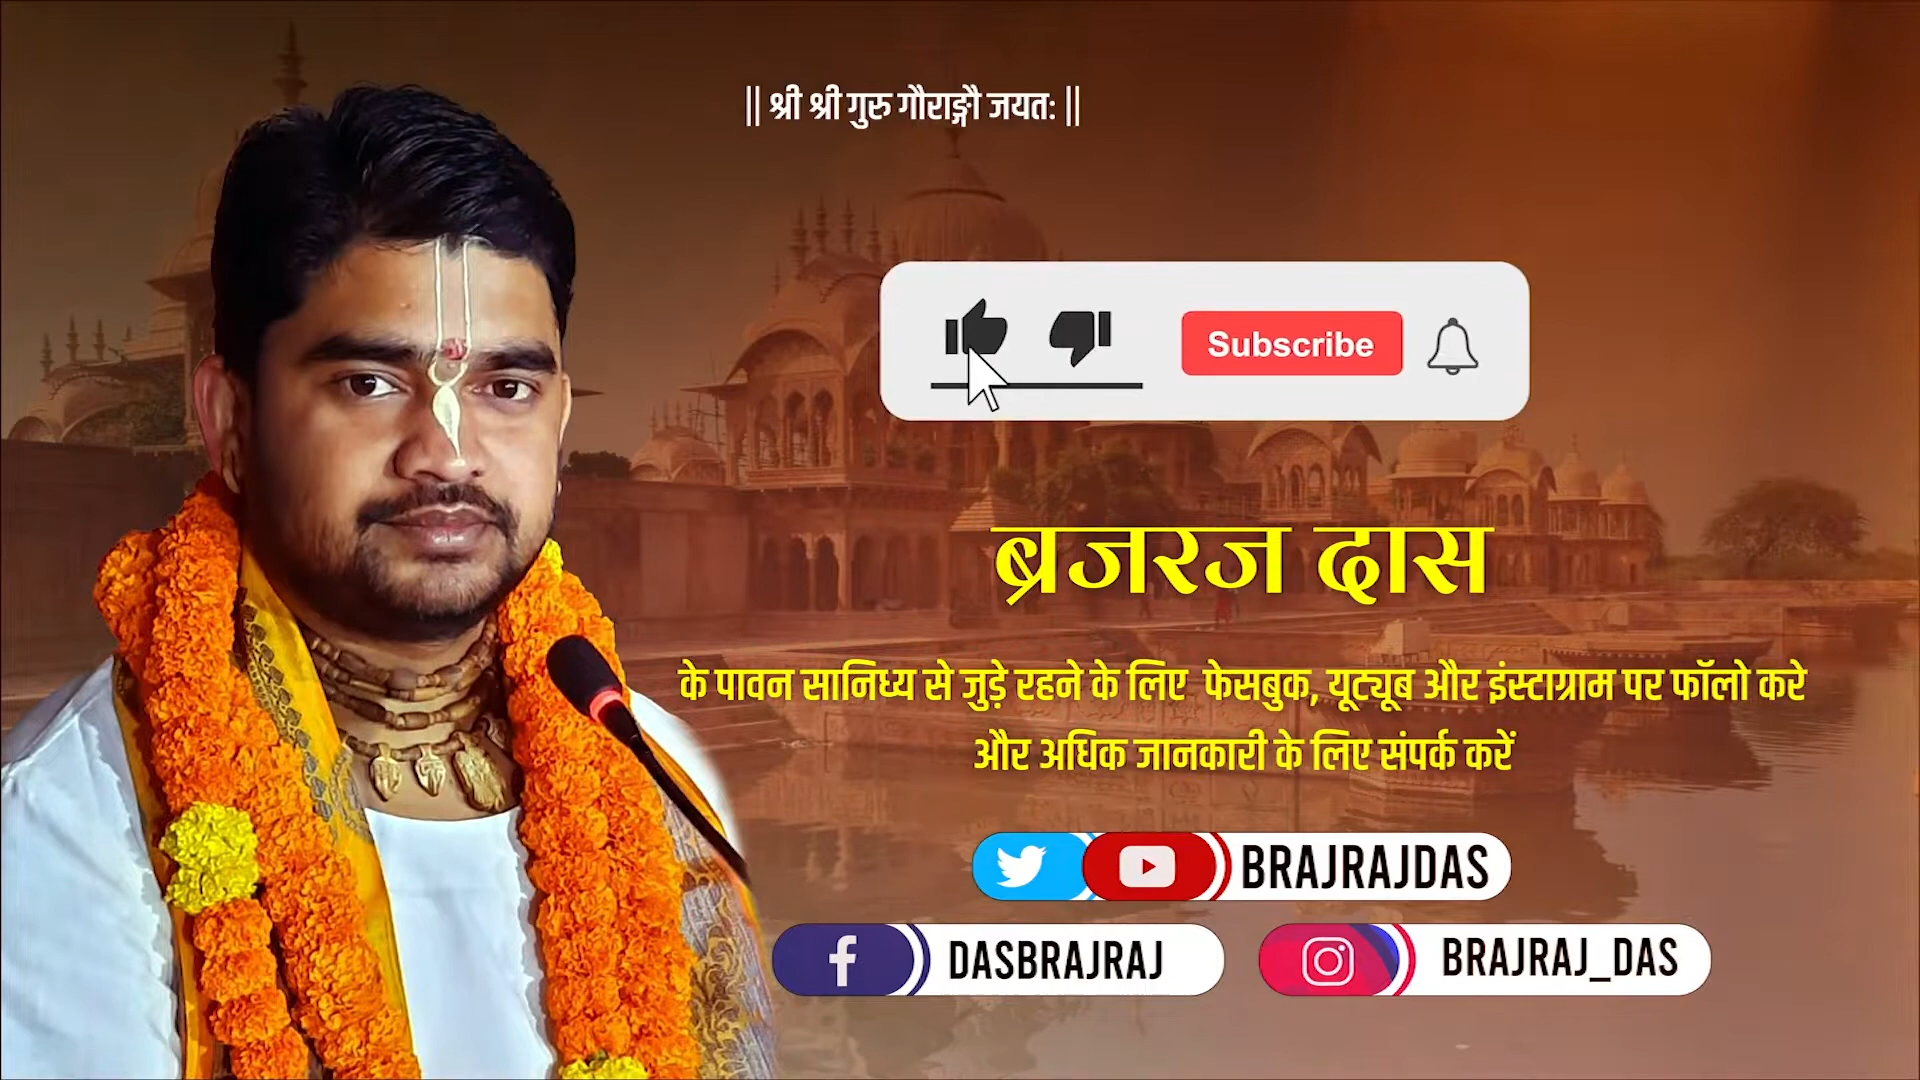 || श्री श्री गुरु गौराङ्गौ जयतः ||
Subscribe
ब्रजरज दास
के पावन सानिध्य से जुड़े रहने के लिए फेसबुक, यूट्यूब और इंस्टाग्राम पर फॉलो करे
और अधिक जानकारी के लिए संपर्क करें
BRAJRAJDAS
DASBRAJRAJ
BRAJRAJ_DAS